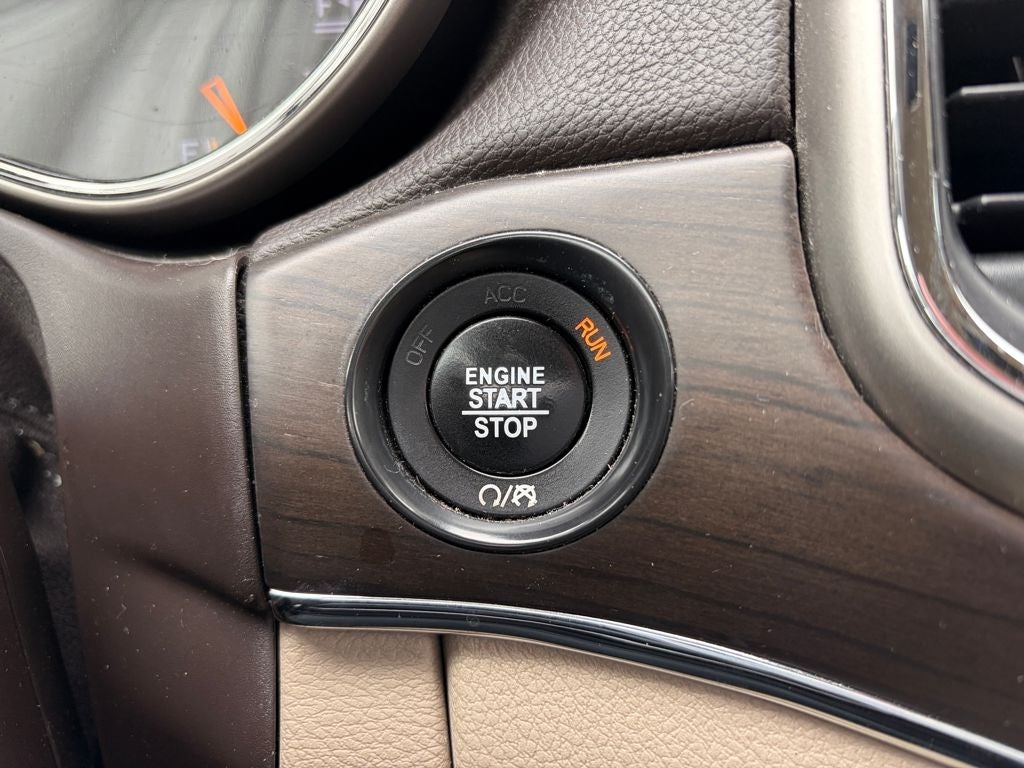 F
E
ACC
OFF
RUN
ENGINE
START
STOP